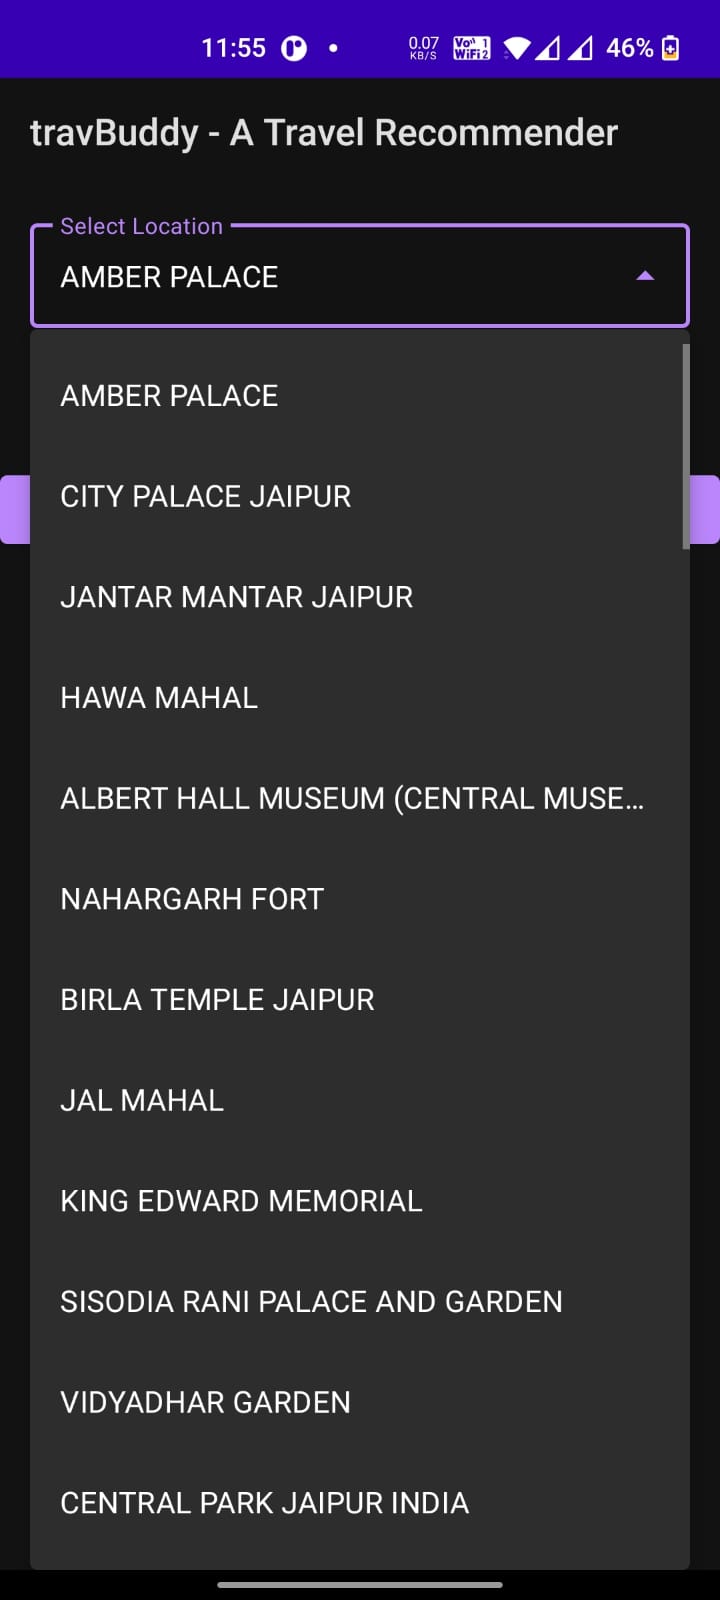 11:55
0.07
KB/S
Vo 1
WiFi 2
46%
travBuddy - A Travel Recommender
Select Location
AMBER PALACE
AMBER PALACE
CITY PALACE JAIPUR
JANTAR MANTAR JAIPUR
HAWA MAHAL
ALBERT HALL MUSEUM (CENTRAL MUSE...
NAHARGARH FORT
BIRLA TEMPLE JAIPUR
JAL MAHAL
KING EDWARD MEMORIAL
SISODIA RANI PALACE AND GARDEN
VIDYADHAR GARDEN
CENTRAL PARK JAIPUR INDIA